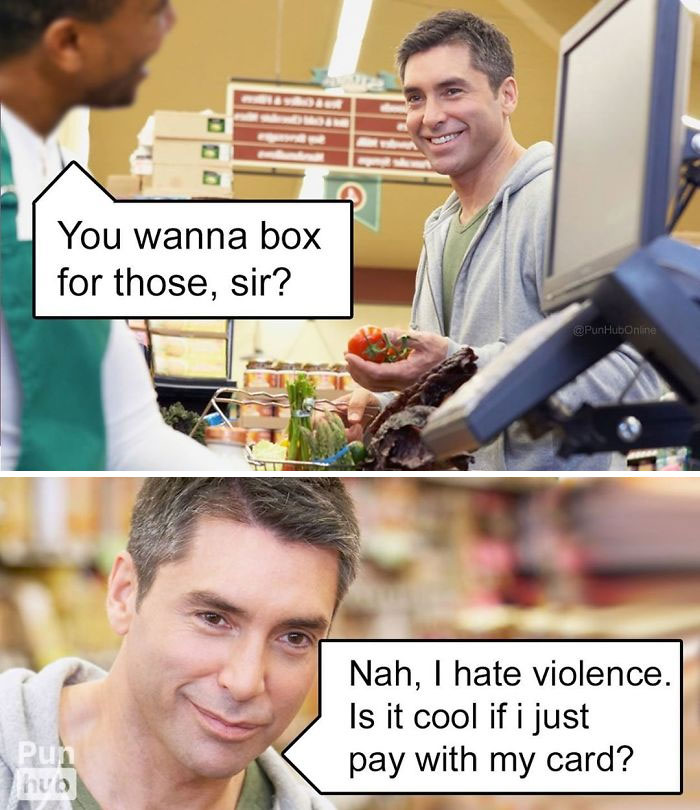 You wanna box
for those, sir?
@PunHubOnline
Nah, I hate violence.
Is it cool if i just
pay with my card?
Pun
hub